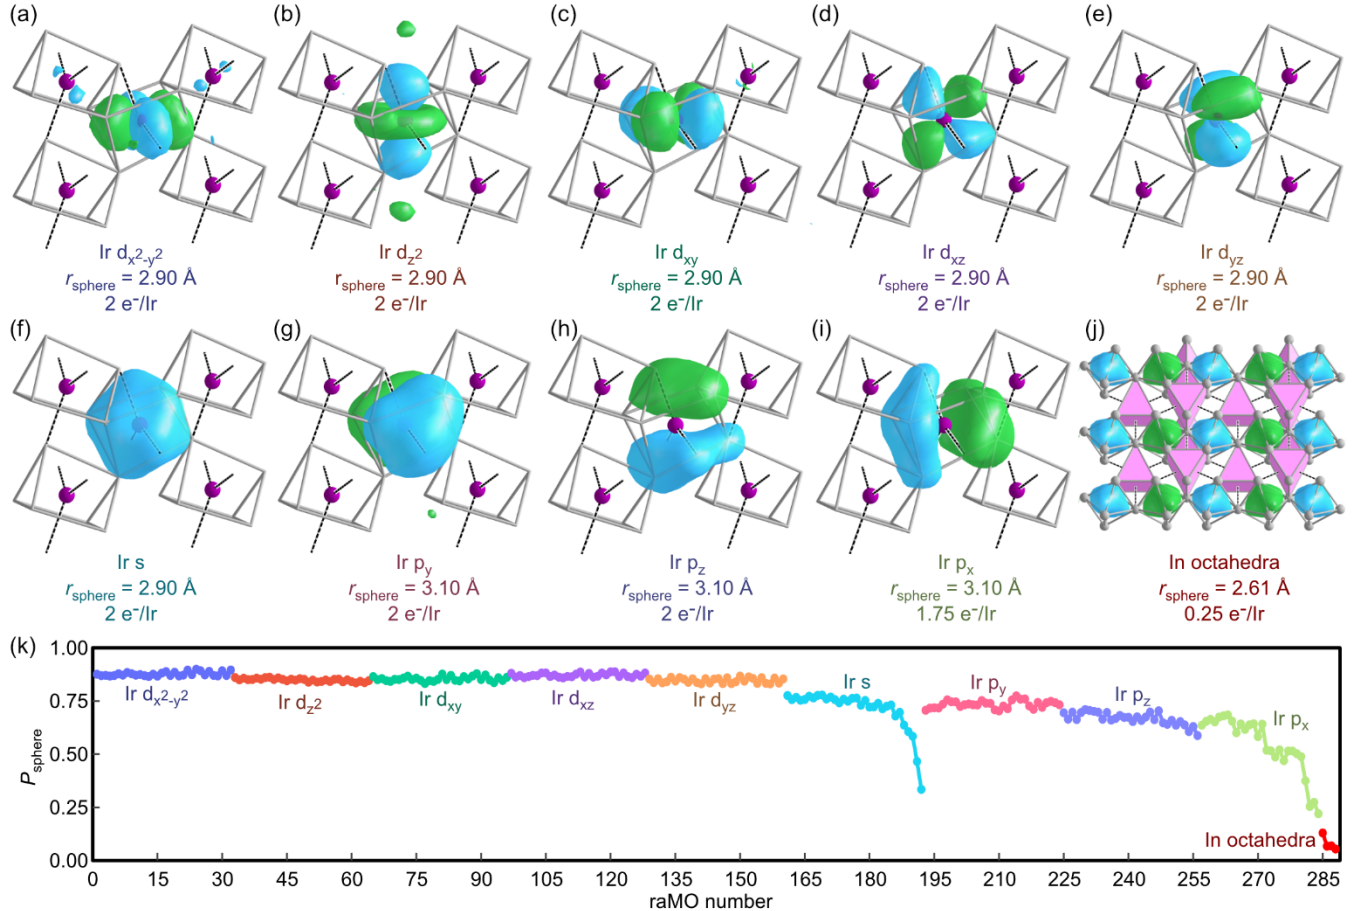 (a) (b) (c) (d) (e)
Ir dx²-y² Ir dz² Ir dxy Ir dxz Ir dyz
rsphere = 2.90 Å rsphere = 2.90 Å rsphere = 2.90 Å rsphere = 2.90 Å rsphere = 2.90 Å
2 e⁻/Ir 2 e⁻/Ir 2 e⁻/Ir 2 e⁻/Ir 2 e⁻/Ir
(f) (g) (h) (i) (j)
Ir s Ir py Ir pz Ir px In octahedra
rsphere = 2.90 Å rsphere = 3.10 Å rsphere = 3.10 Å rsphere = 3.10 Å rsphere = 2.61 Å
2 e⁻/Ir 2 e⁻/Ir 2 e⁻/Ir 1.75 e⁻/Ir 0.25 e⁻/Ir
(k)
1.00
0.75
0.50
0.25
0.00
Psphere
Ir dx²-y² Ir dz² Ir dxy Ir dxz Ir dyz Ir s Ir py Ir pz Ir px
In octahedra
0 15 30 45 60 75 90 105 120 135 150 165 180 195 210 225 240 255 270 285
raMO number